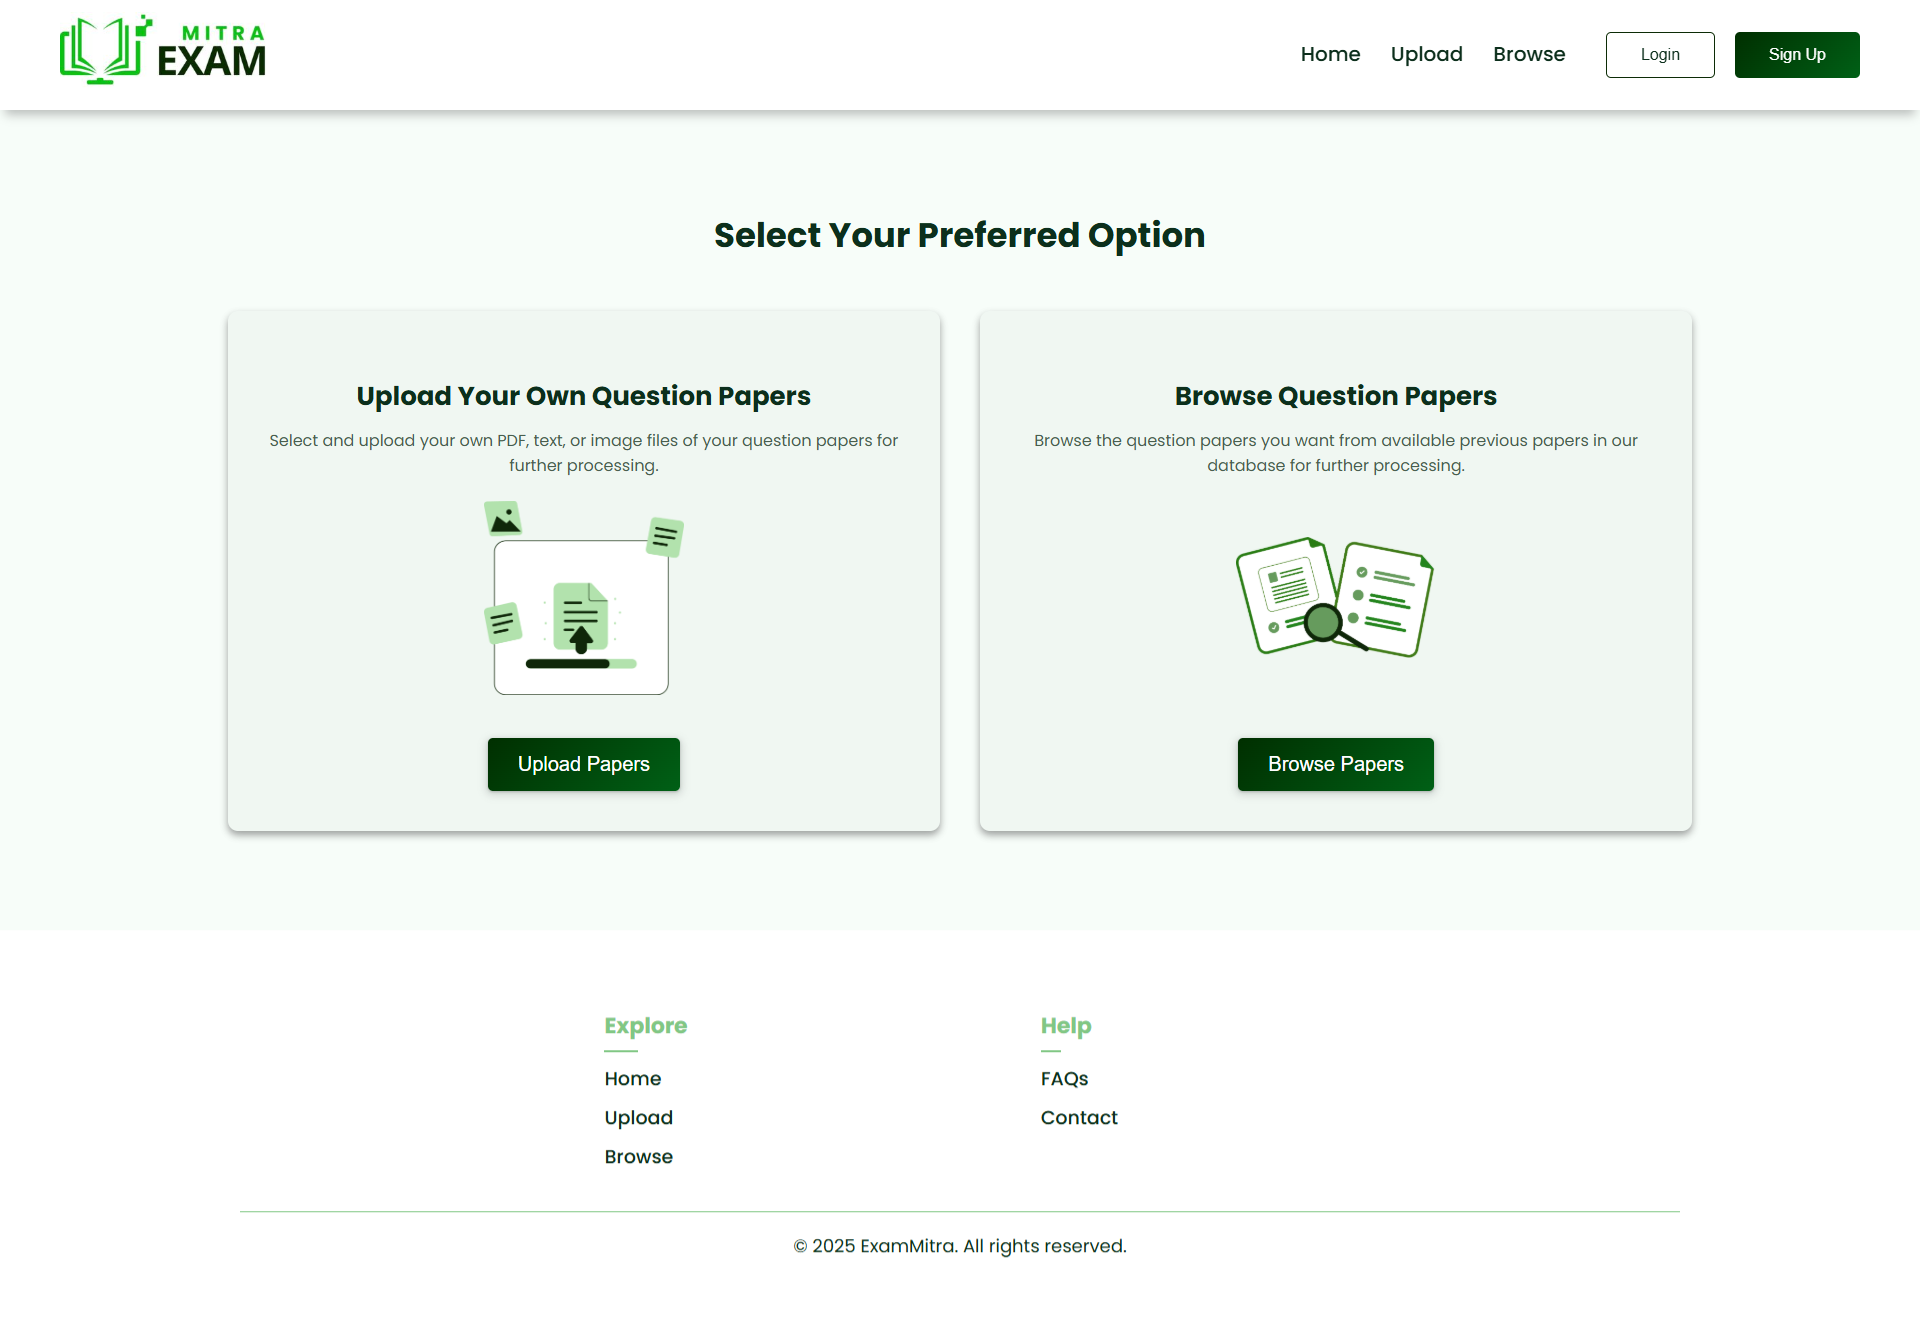 MITRA
EXAM
Home
Upload
Browse
Login
Sign Up
Select Your Preferred Option
Upload Your Own Question Papers
Select and upload your own PDF, text, or image files of your question papers for
further processing.
Upload Papers
Browse Question Papers
Browse the question papers you want from available previous papers in our
database for further processing.
Browse Papers
Explore
Home
Upload
Browse
Help
FAQs
Contact
© 2025 ExamMitra. All rights reserved.